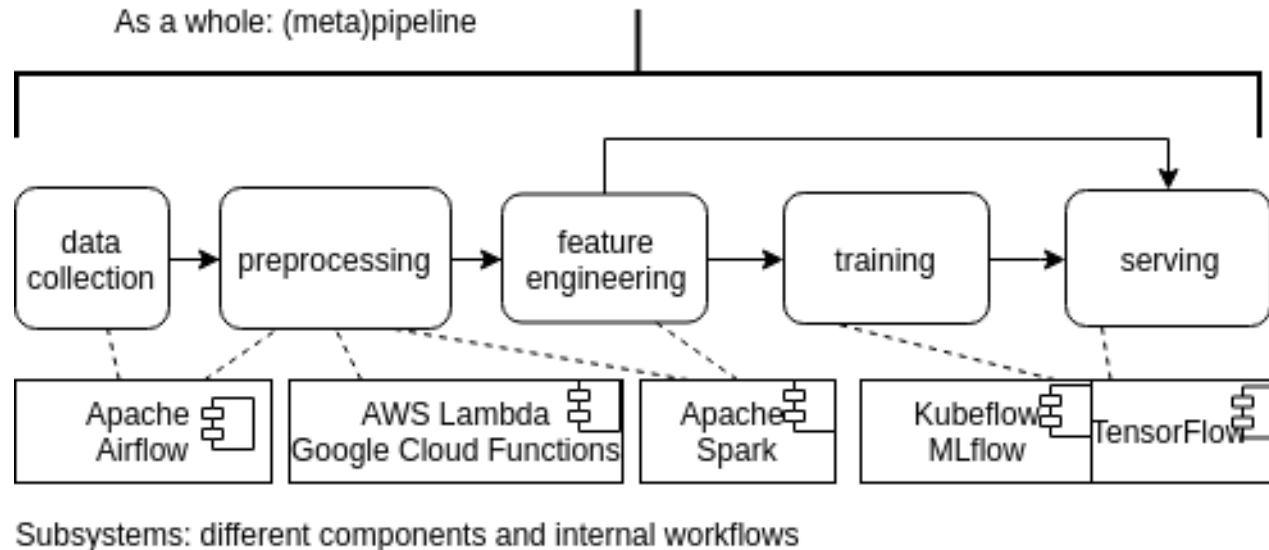 As a whole: (meta)pipeline
data
collection
preprocessing
feature
engineering
training
serving
Apache
Airflow
AWS Lambda
Google Cloud Functions
Apache
Spark
Kubeflow
MLflow
TensorFlow
Subsystems: different components and internal workflows